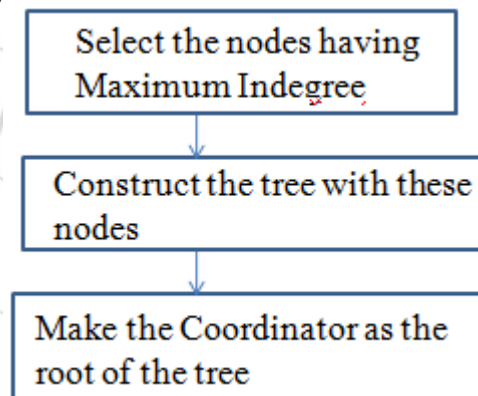 Select the nodes having
Maximum Indegree
Construct the tree with these
nodes
Make the Coordinator as the
root of the tree